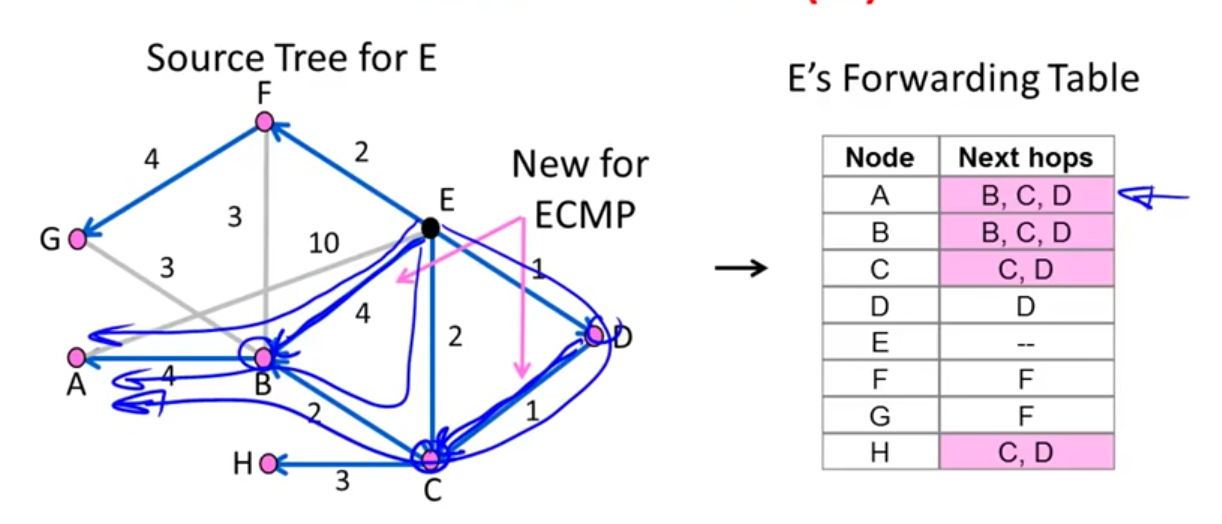 Source Tree for E
E's Forwarding Table
F
4
2
New for
ECMP
E
3
G
10
3
1
4
2
D
A
4
B
2
1
H
3
C
Node Next hops
A B, C, D
B B, C, D
C C, D
D D
E --
F F
G F
H C, D